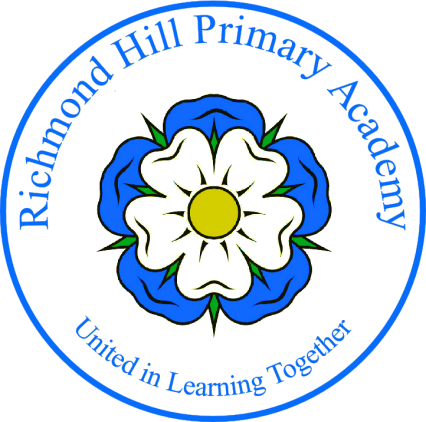 Richmond Hill Primary Academy
United in Learning Together